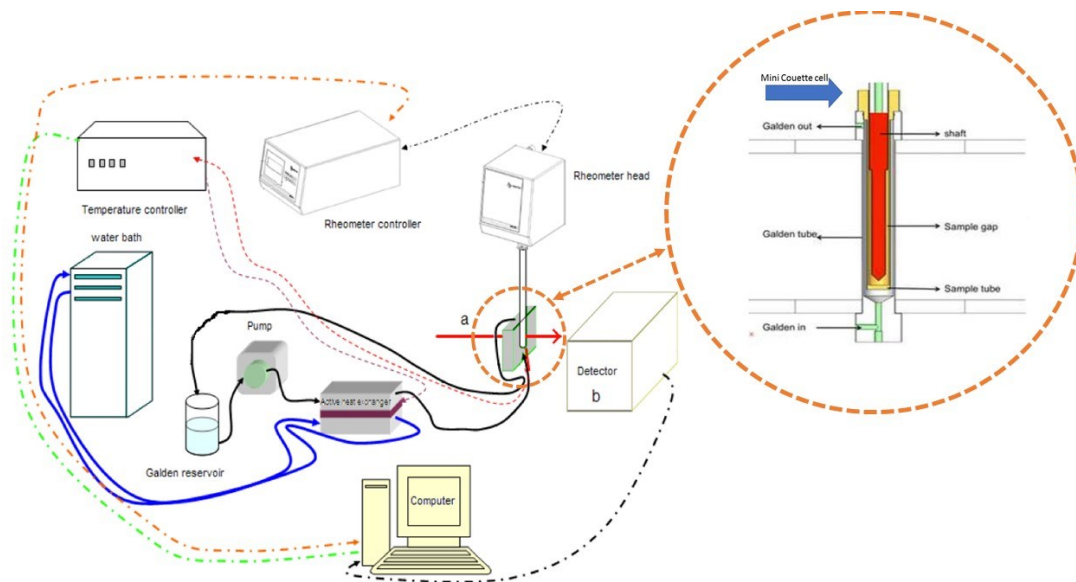 Mini Couette cell
Galden out
shaft
Temperature controller
Rheometer controller
Rheometer head
water bath
Galden tube
Sample gap
Sample tube
Pump
a
Galden in
Detector
b
Active heat exchanger
Galden reservoir
Computer
x